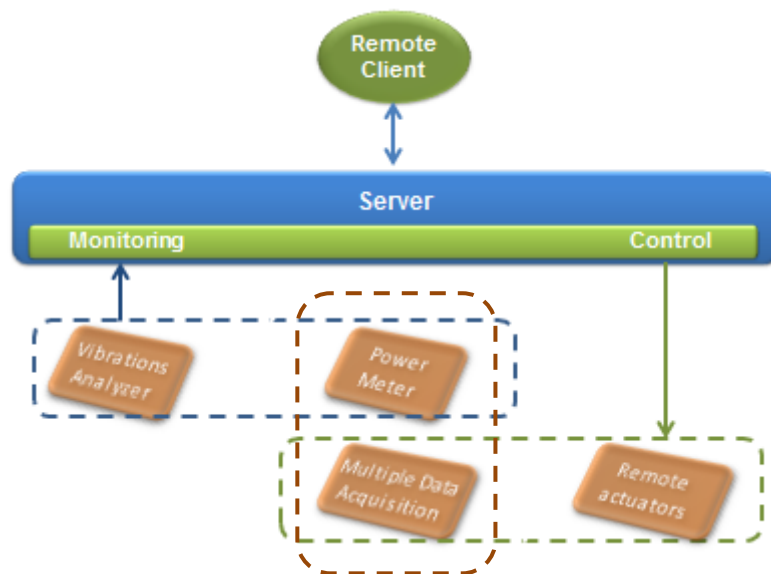 Remote
Client
Server
Monitoring
Control
Vibrations
Analyzer
Power
Meter
Multiple Data
Acquisition
Remote
actuators